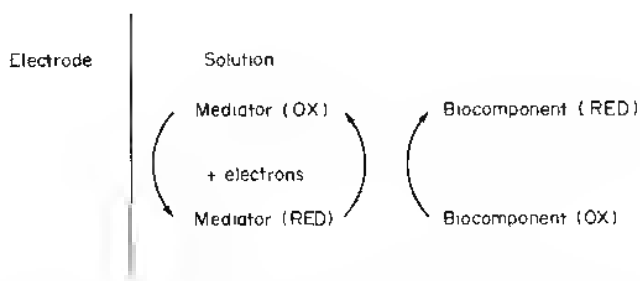 Electrode Solution
Mediator (OX) Biocomponent (RED)
+ electrons
Mediator (RED) Biocomponent (OX)